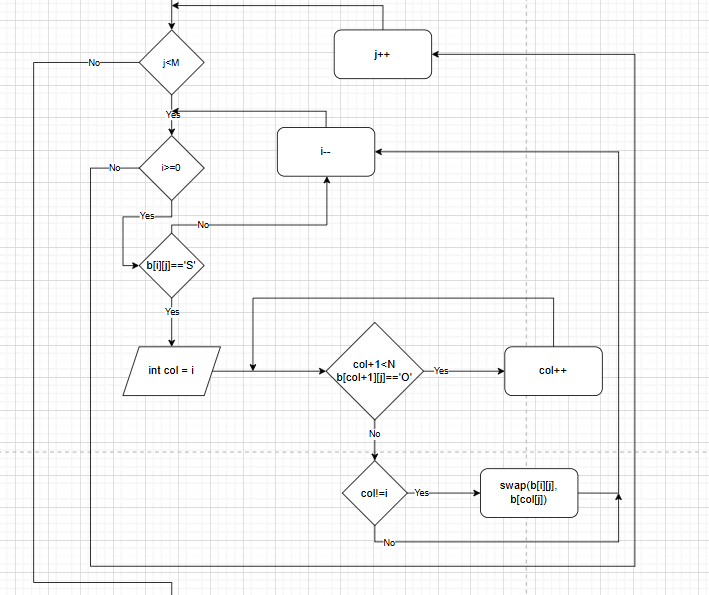 j++
No
j<M
Yes
i--
No
i>=0
Yes
No
b[i][j]=='S'
Yes
int col = i
col+1<N
b[col+1][j]=='O'
Yes
col++
No
col!=i
Yes
swap(b[i][j],
b[col[j])
No